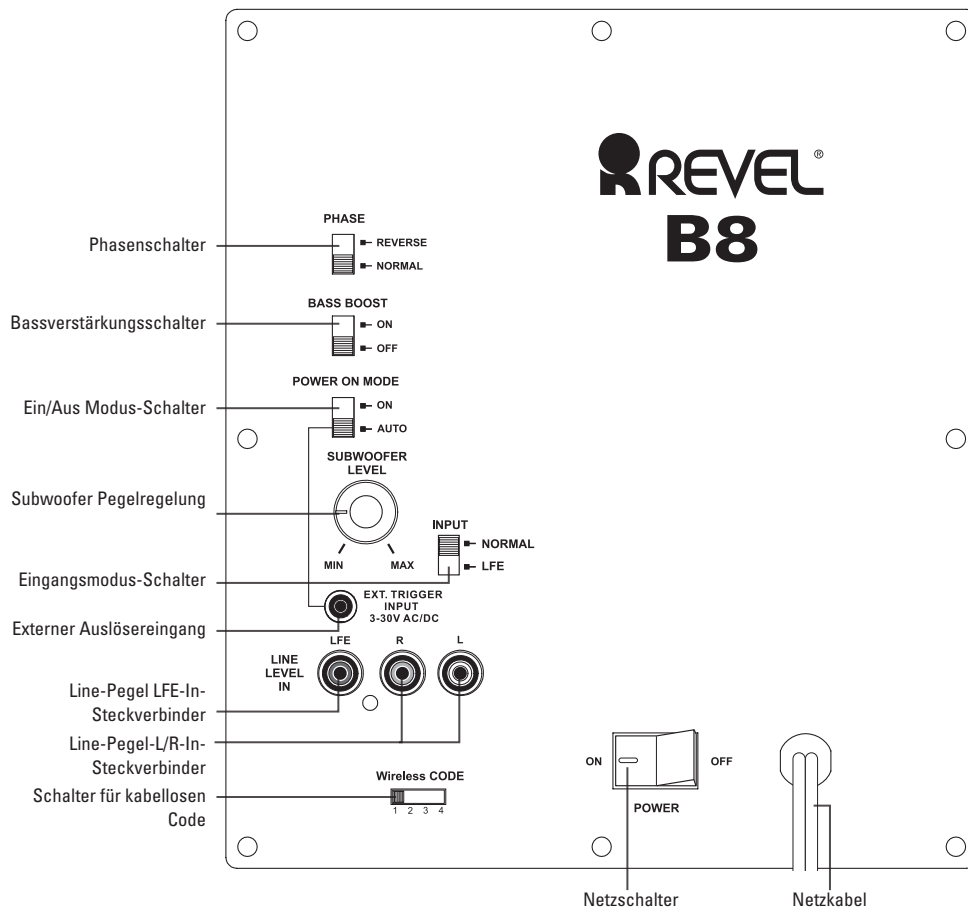 REVEL®
B8
PHASE
Phasenschalter
REVERSE
NORMAL
BASS BOOST
Bassverstärkungsschalter
ON
OFF
POWER ON MODE
Ein/Aus Modus-Schalter
ON
AUTO
SUBWOOFER
LEVEL
Subwoofer Pegelregelung
MIN
MAX
INPUT
NORMAL
LFE
Eingangsmodus-Schalter
EXT. TRIGGER
INPUT
3-30V AC/DC
Externer Auslösereingang
LFE
R
L
LINE
LEVEL
IN
Line-Pegel LFE-In-
Steckverbinder
Line-Pegel-L/R-In-
Steckverbinder
Wireless CODE
Schalter für kabellosen
Code
1 2 3 4
ON
OFF
POWER
Netzschalter
Netzkabel